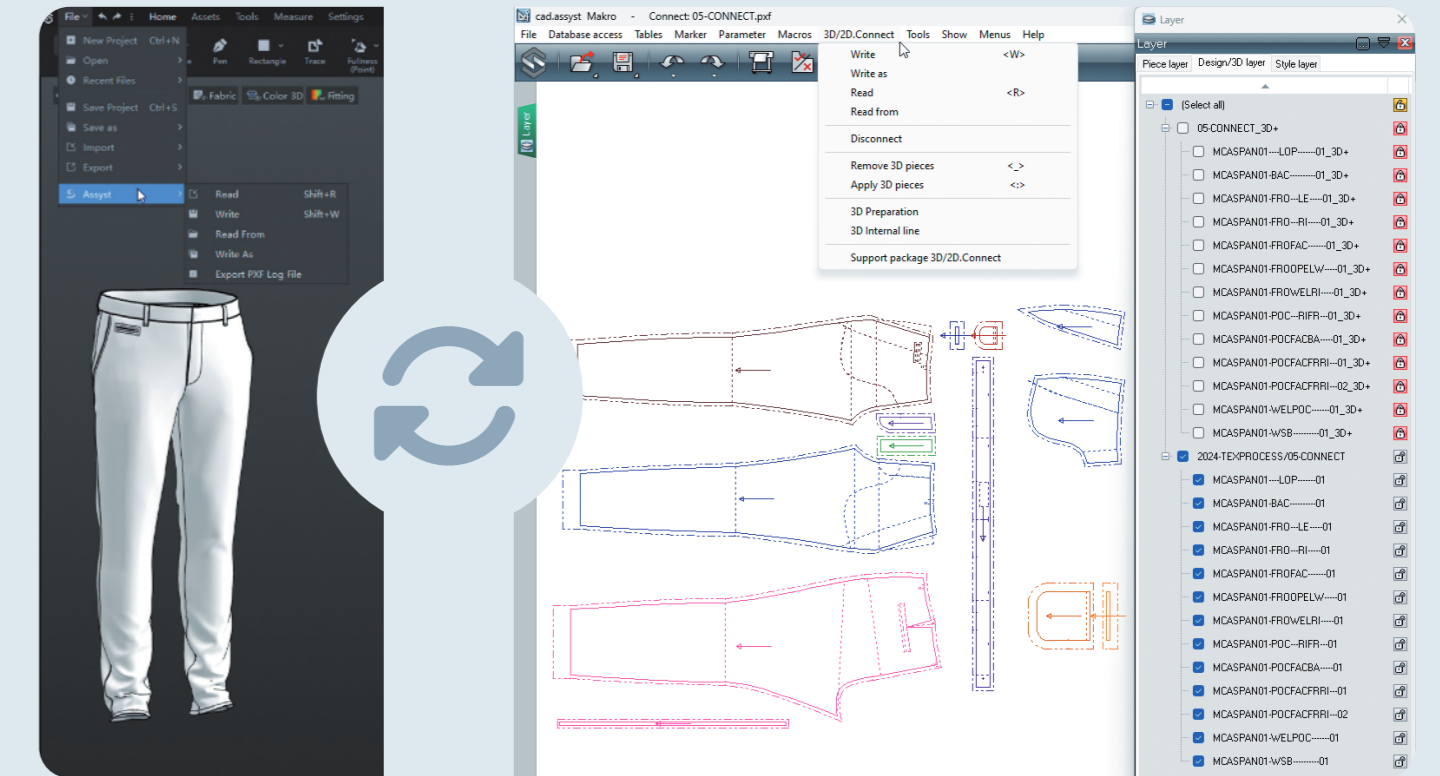 File Home Assets Tools Measure Settings
New Project Ctrl+N
Open
Recent Files
Save Project Ctrl+S
Save as
Import
Export
Assyst
Pen Rectangle Trace Fullness (Point)
Fabric Color 3D Fitting
Read Shift+R
Write Shift+W
Read From
Write As
Export PXF Log File
cad.assyst Makro - Connect: 05-CONNECT.pxf
File Database access Tables Marker Parameter Macros 3D/2D.Connect Tools Show Menus Help
Layer
Write <W>
Write as
Read <R>
Read from
Disconnect
Remove 3D pieces <_>
Apply 3D pieces <:>
3D Preparation
3D Internal line
Support package 3D/2D.Connect
Layer
Layer
Piece layer Design/3D layer Style layer
(Select all)
05-CONNECT_3D+
MCASPAN01---LOP-------01_3D+
MCASPAN01-BAC----------01_3D+
MCASPAN01-FRO---LE-----01_3D+
MCASPAN01-FRO---RI-----01_3D+
MCASPAN01-FROFAC-------01_3D+
MCASPAN01-FROOPELW-----01_3D+
MCASPAN01-FROWELRI-----01_3D+
MCASPAN01-POC---RIFR---01_3D+
MCASPAN01-POCFACBA-----01_3D+
MCASPAN01-POCFACFRRI---01_3D+
MCASPAN01-POCFACFRRI---02_3D+
MCASPAN01-WELPOC-------01_3D+
MCASPAN01-WSB----------01_3D+
2024-TEXPROCESS/05-CONNECT
MCASPAN01---LOP-------01
MCASPAN01-BAC----------01
MCASPAN01-FRO---LE-----01
MCASPAN01-FRO---RI-----01
MCASPAN01-FROFAC-------01
MCASPAN01-FROOPELW-----01
MCASPAN01-FROWELRI-----01
MCASPAN01-POC---RIFR---01
MCASPAN01-POCFACBA-----01
MCASPAN01-POCFACFRRI---01
MCASPAN01-POCFACFRRI---02
MCASPAN01-WELPOC-------01
MCASPAN01-WSB----------01